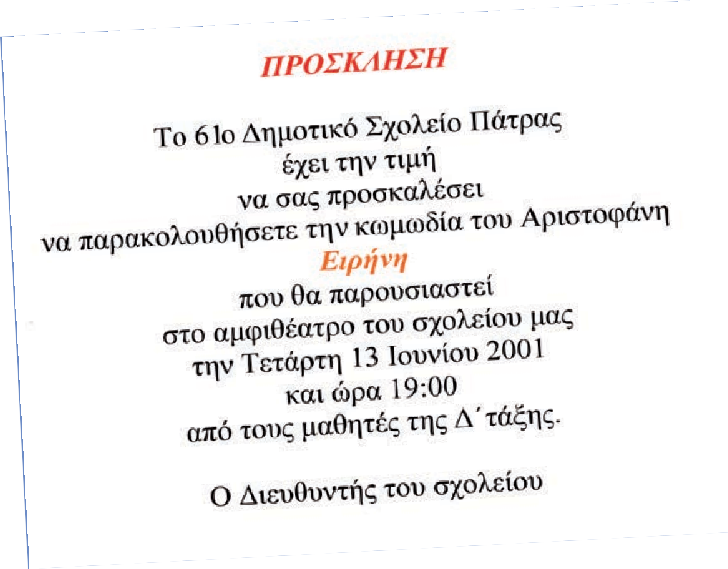 ΠΡΟΣΚΛΗΣΗ
Το 61ο Δημοτικό Σχολείο Πάτρας
έχει την τιμή
να σας προσκαλέσει
να παρακολουθήσετε την κωμωδία του Αριστοφάνη
Ειρήνη
που θα παρουσιαστεί
στο αμφιθέατρο του σχολείου μας
την Τετάρτη 13 Ιουνίου 2001
και ώρα 19:00
από τους μαθητές της Δ΄ τάξης.
Ο Διευθυντής του σχολείου